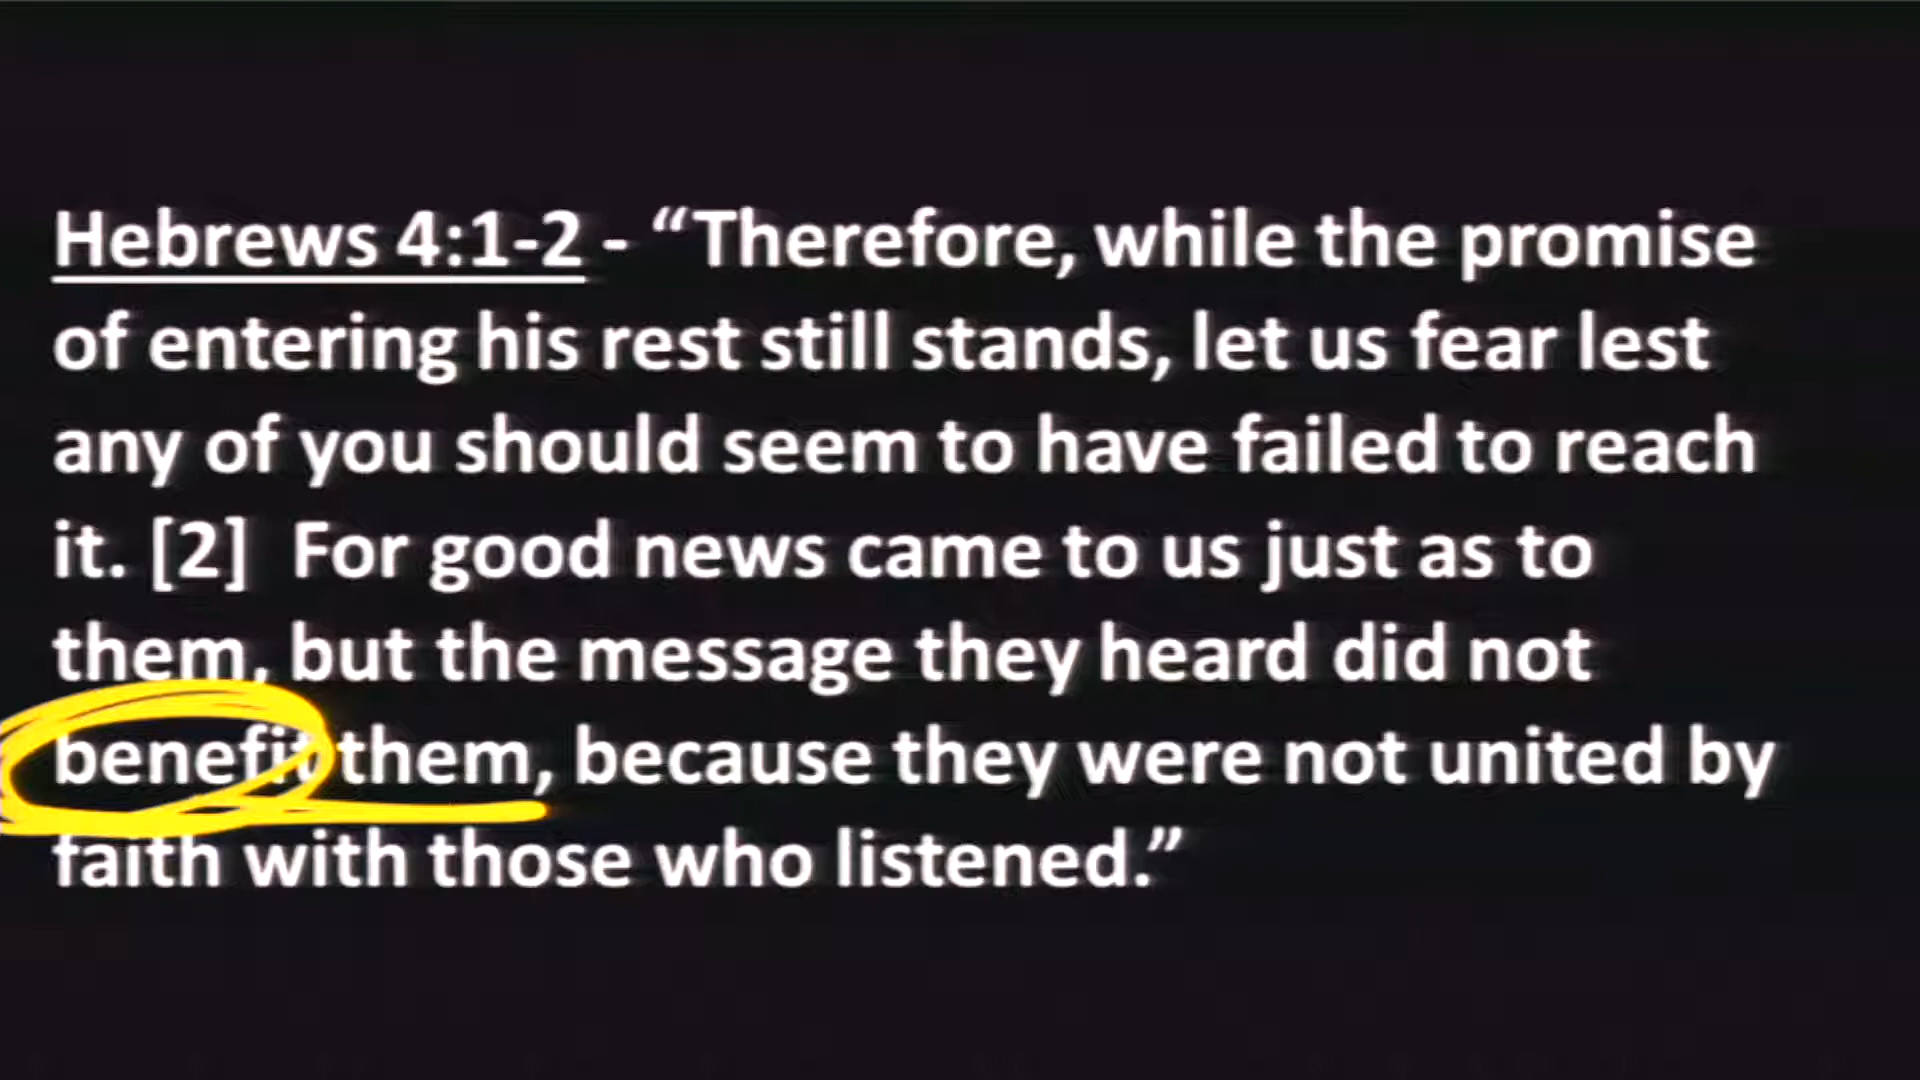 Hebrews 4:1-2 - “Therefore, while the promise
of entering his rest still stands, let us fear lest
any of you should seem to have failed to reach
it. [2]  For good news came to us just as to
them, but the message they heard did not
benefit them, because they were not united by
faith with those who listened.”